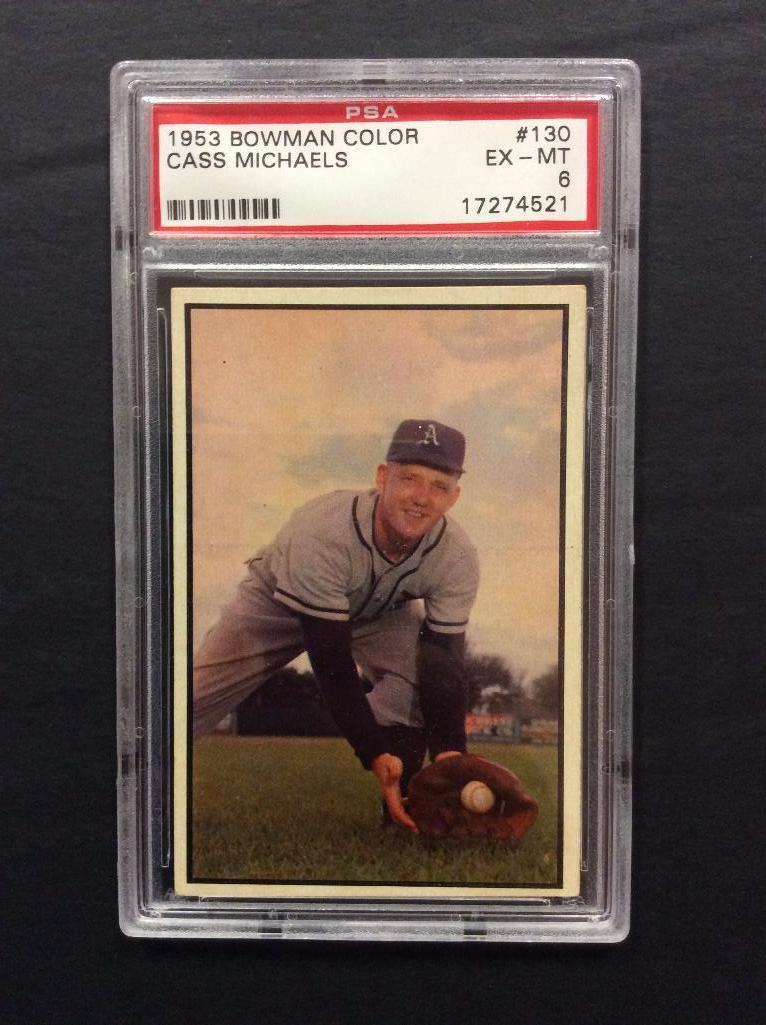 PSA
1953 BOWMAN COLOR #130
CASS MICHAELS EX - MT
6
17274521
A